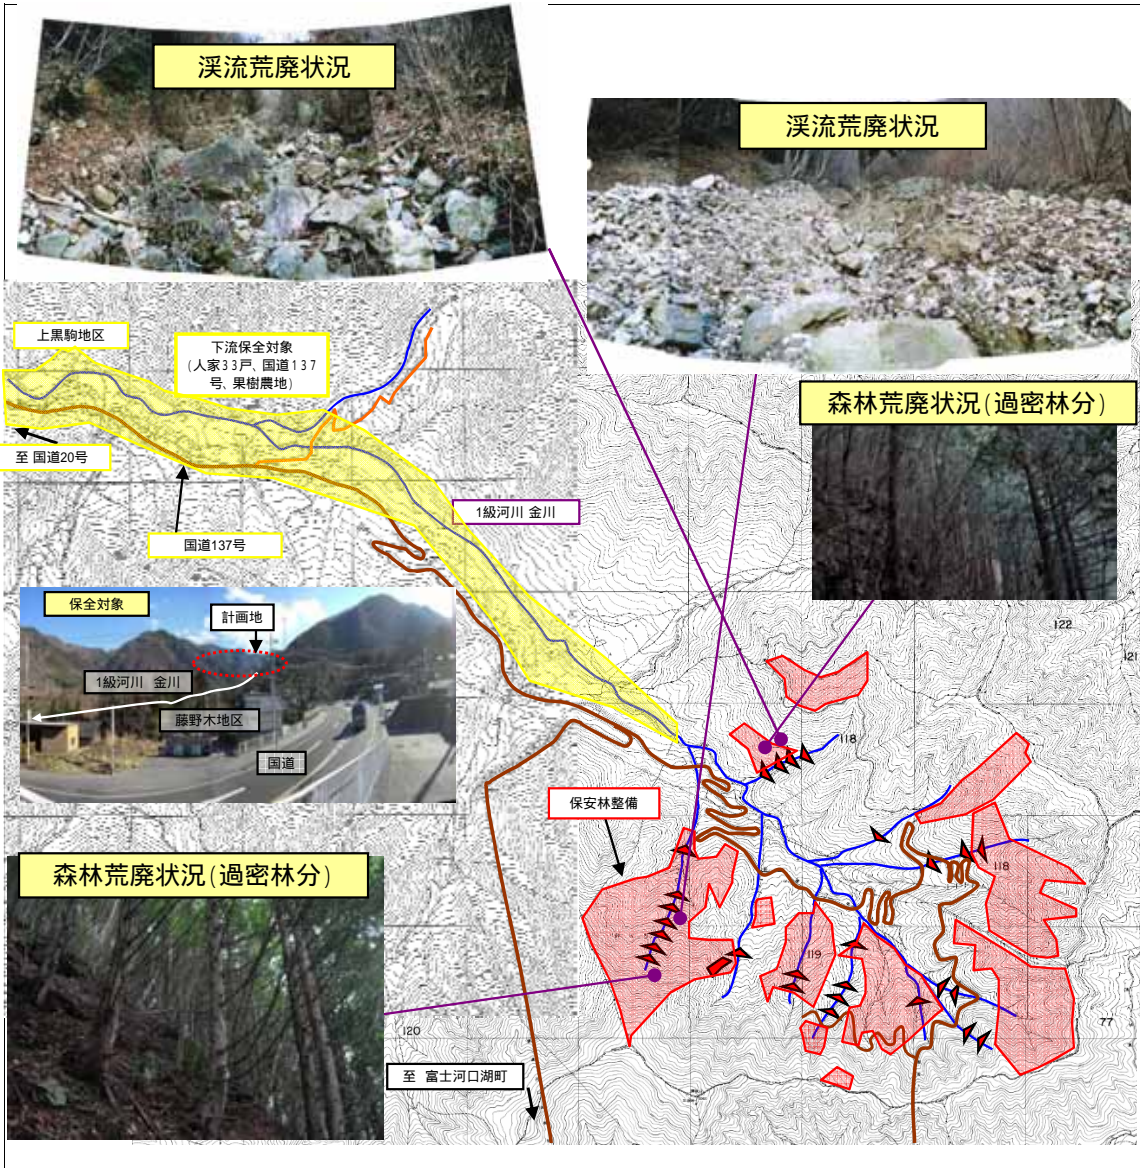 渓流荒廃状況
渓流荒廃状況
上黒駒地区
下流保全対象
(人家33戸、国道137
号、果樹農地)
森林荒廃状況(過密林分)
至 国道20号
1級河川 金川
国道137号
保全対象
計画地
1級河川 金川
藤野木地区
国道
122
121
118
保安林整備
118
森林荒廃状況(過密林分)
119
120
77
至 富士河口湖町